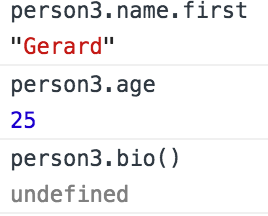 person3.name.first
"Gerard"
person3.age
25
person3.bio()
undefined